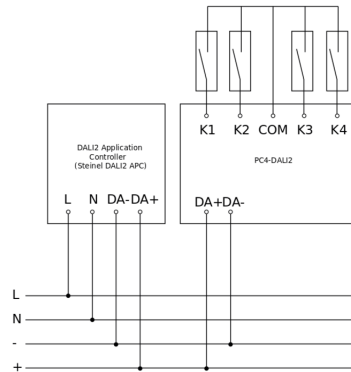 K1 K2 COM K3 K4
DALI2 Application
Controller
(Steinel DALI2 APC)
PC4-DALI2
L N DA- DA+
DA+ DA-
L
N
-
+